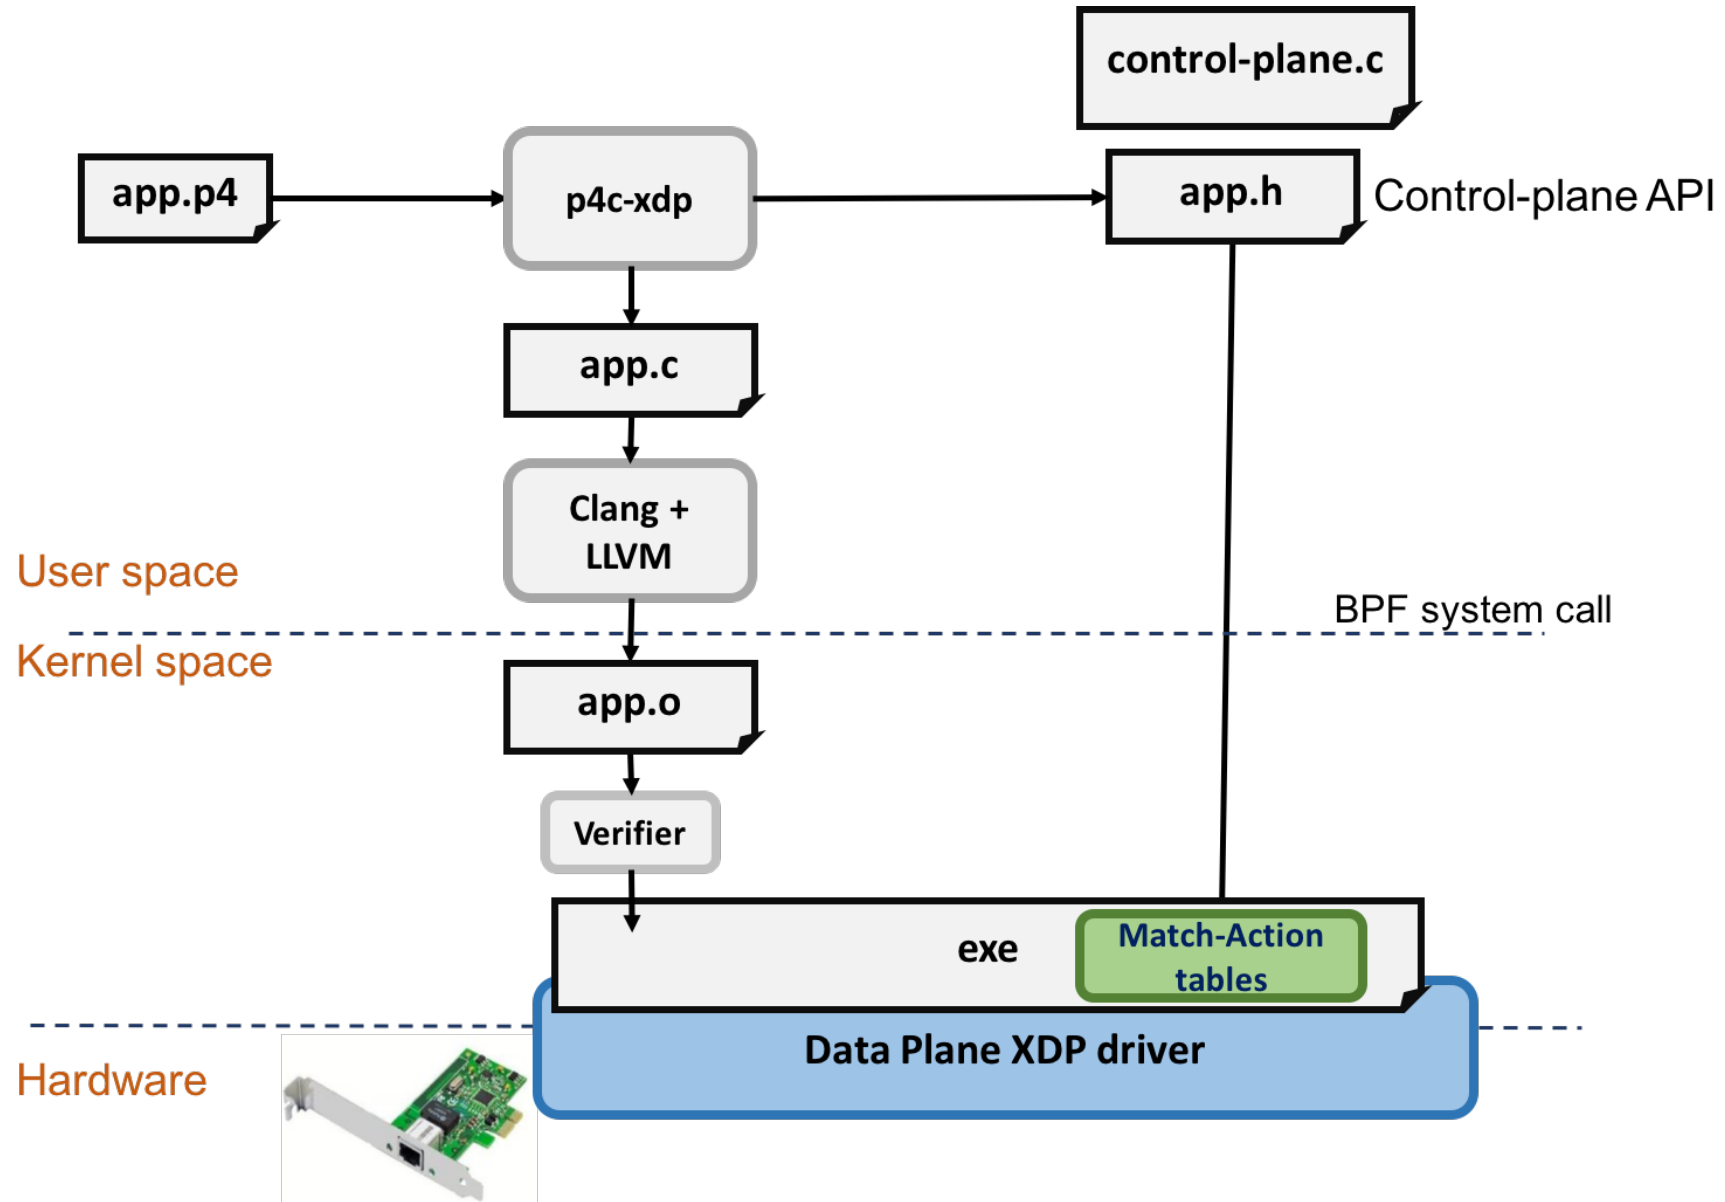 control-plane.c
app.p4
p4c-xdp
app.h
Control-plane API
app.c
Clang +
LLVM
User space
BPF system call
Kernel space
app.o
Verifier
exe
Match-Action
tables
Data Plane XDP driver
Hardware